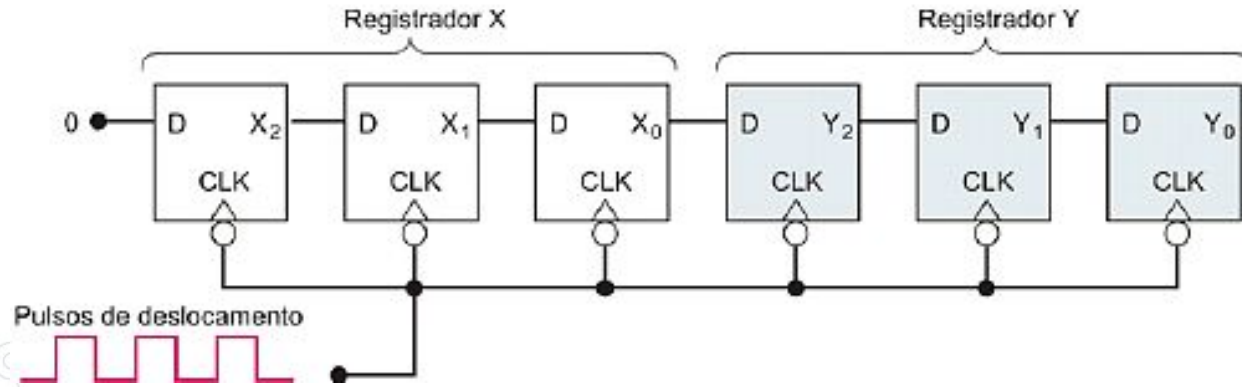 Registrador X Registrador Y
0 D X₂ D X₁ D X₀ D Y₂ D Y₁ D Y₀
CLK CLK CLK CLK CLK CLK
Pulsos de deslocamento